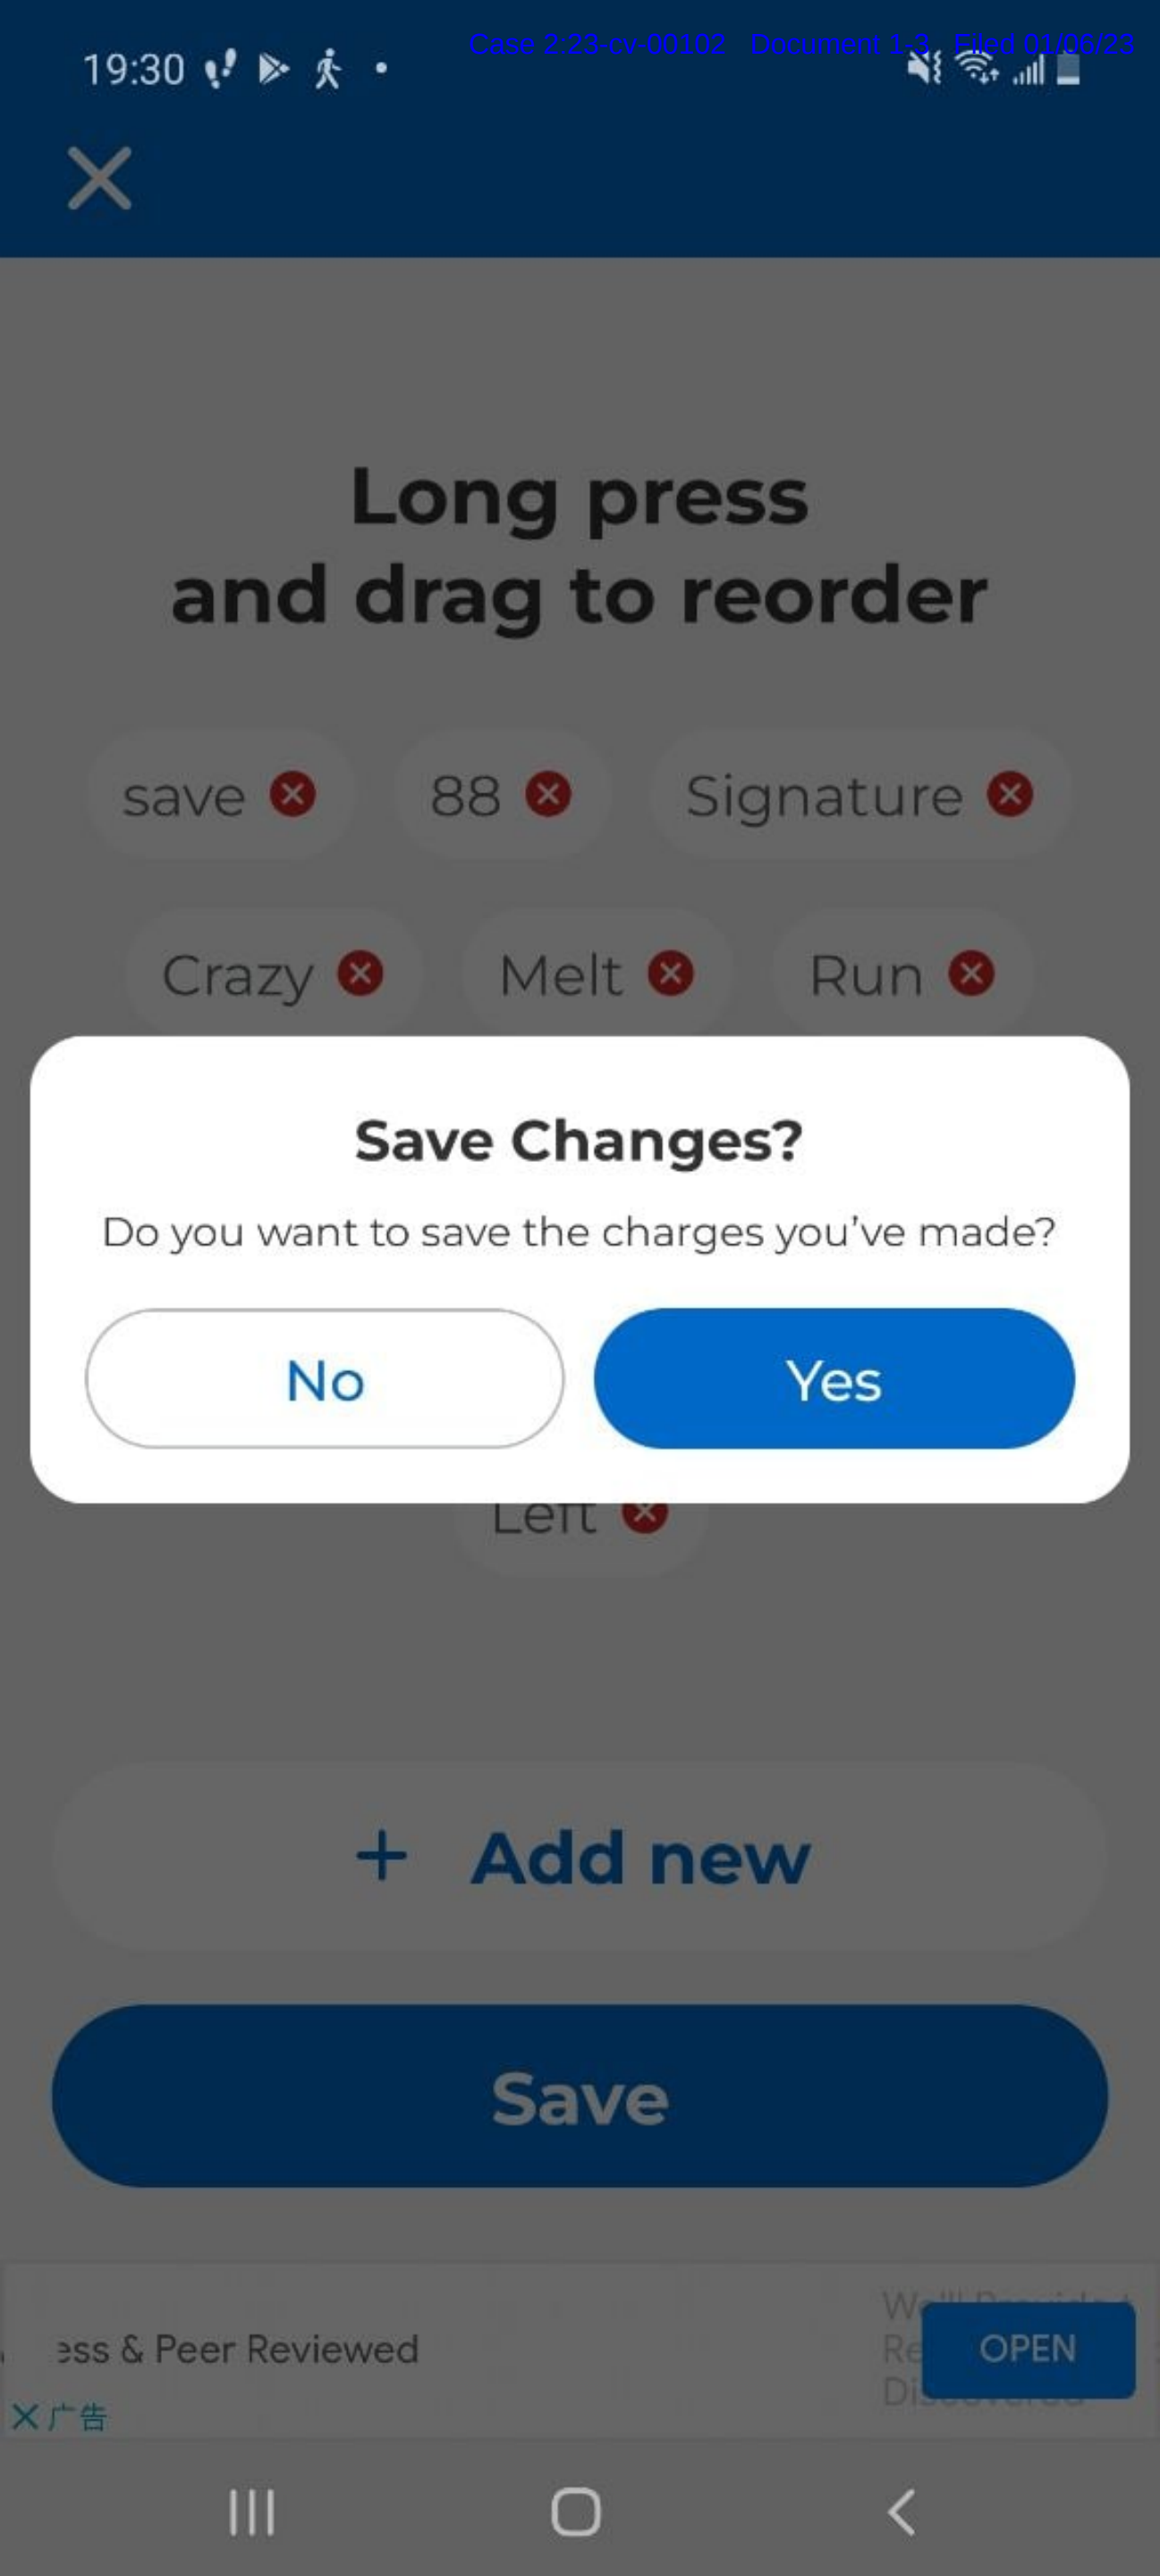 Case 2:23-cv-00102 Document 1-3 Filed 01/06/23
19:30
Long press
and drag to reorder
save 88 Signature
Crazy Melt Run
Save Changes?
Do you want to save the charges you’ve made?
No Yes
Left
+ Add new
Save
& Peer Reviewed
OPEN
广告